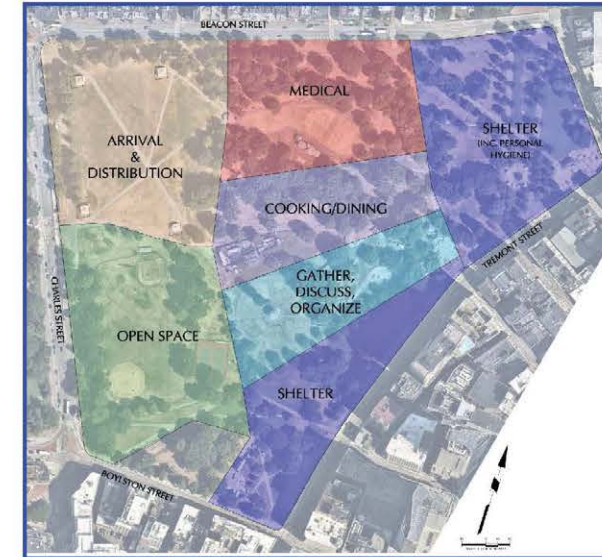 BEACON STREET
MEDICAL
ARRIVAL
&
DISTRIBUTION
SHELTER
(INC. PERSONAL
HYGIENE)
COOKING/DINING
TREMONT STREET
GATHER,
DISCUSS,
ORGANIZE
CHARLES STREET
OPEN SPACE
SHELTER
BOYLSTON STREET